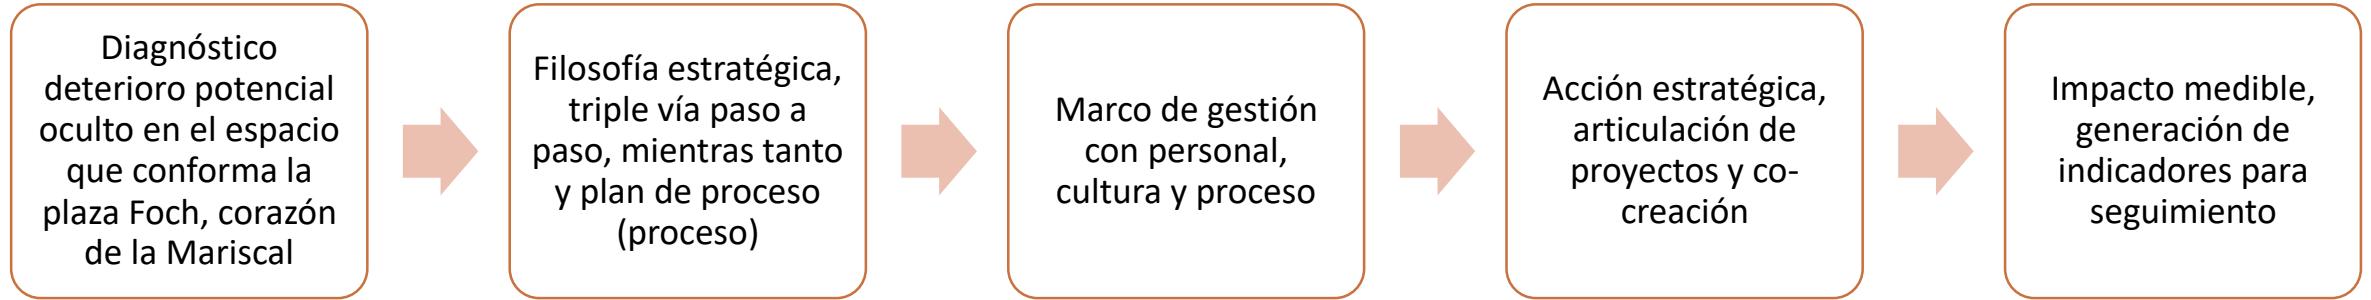 Diagnóstico
deterioro potencial
oculto en el espacio
que conforma la
plaza Foch, corazón
de la Mariscal
Filosofía estratégica,
triple vía paso a
paso, mientras tanto
y plan de proceso
(proceso)
Marco de gestión
con personal,
cultura y proceso
Acción estratégica,
articulación de
proyectos y co-
creación
Impacto medible,
generación de
indicadores para
seguimiento